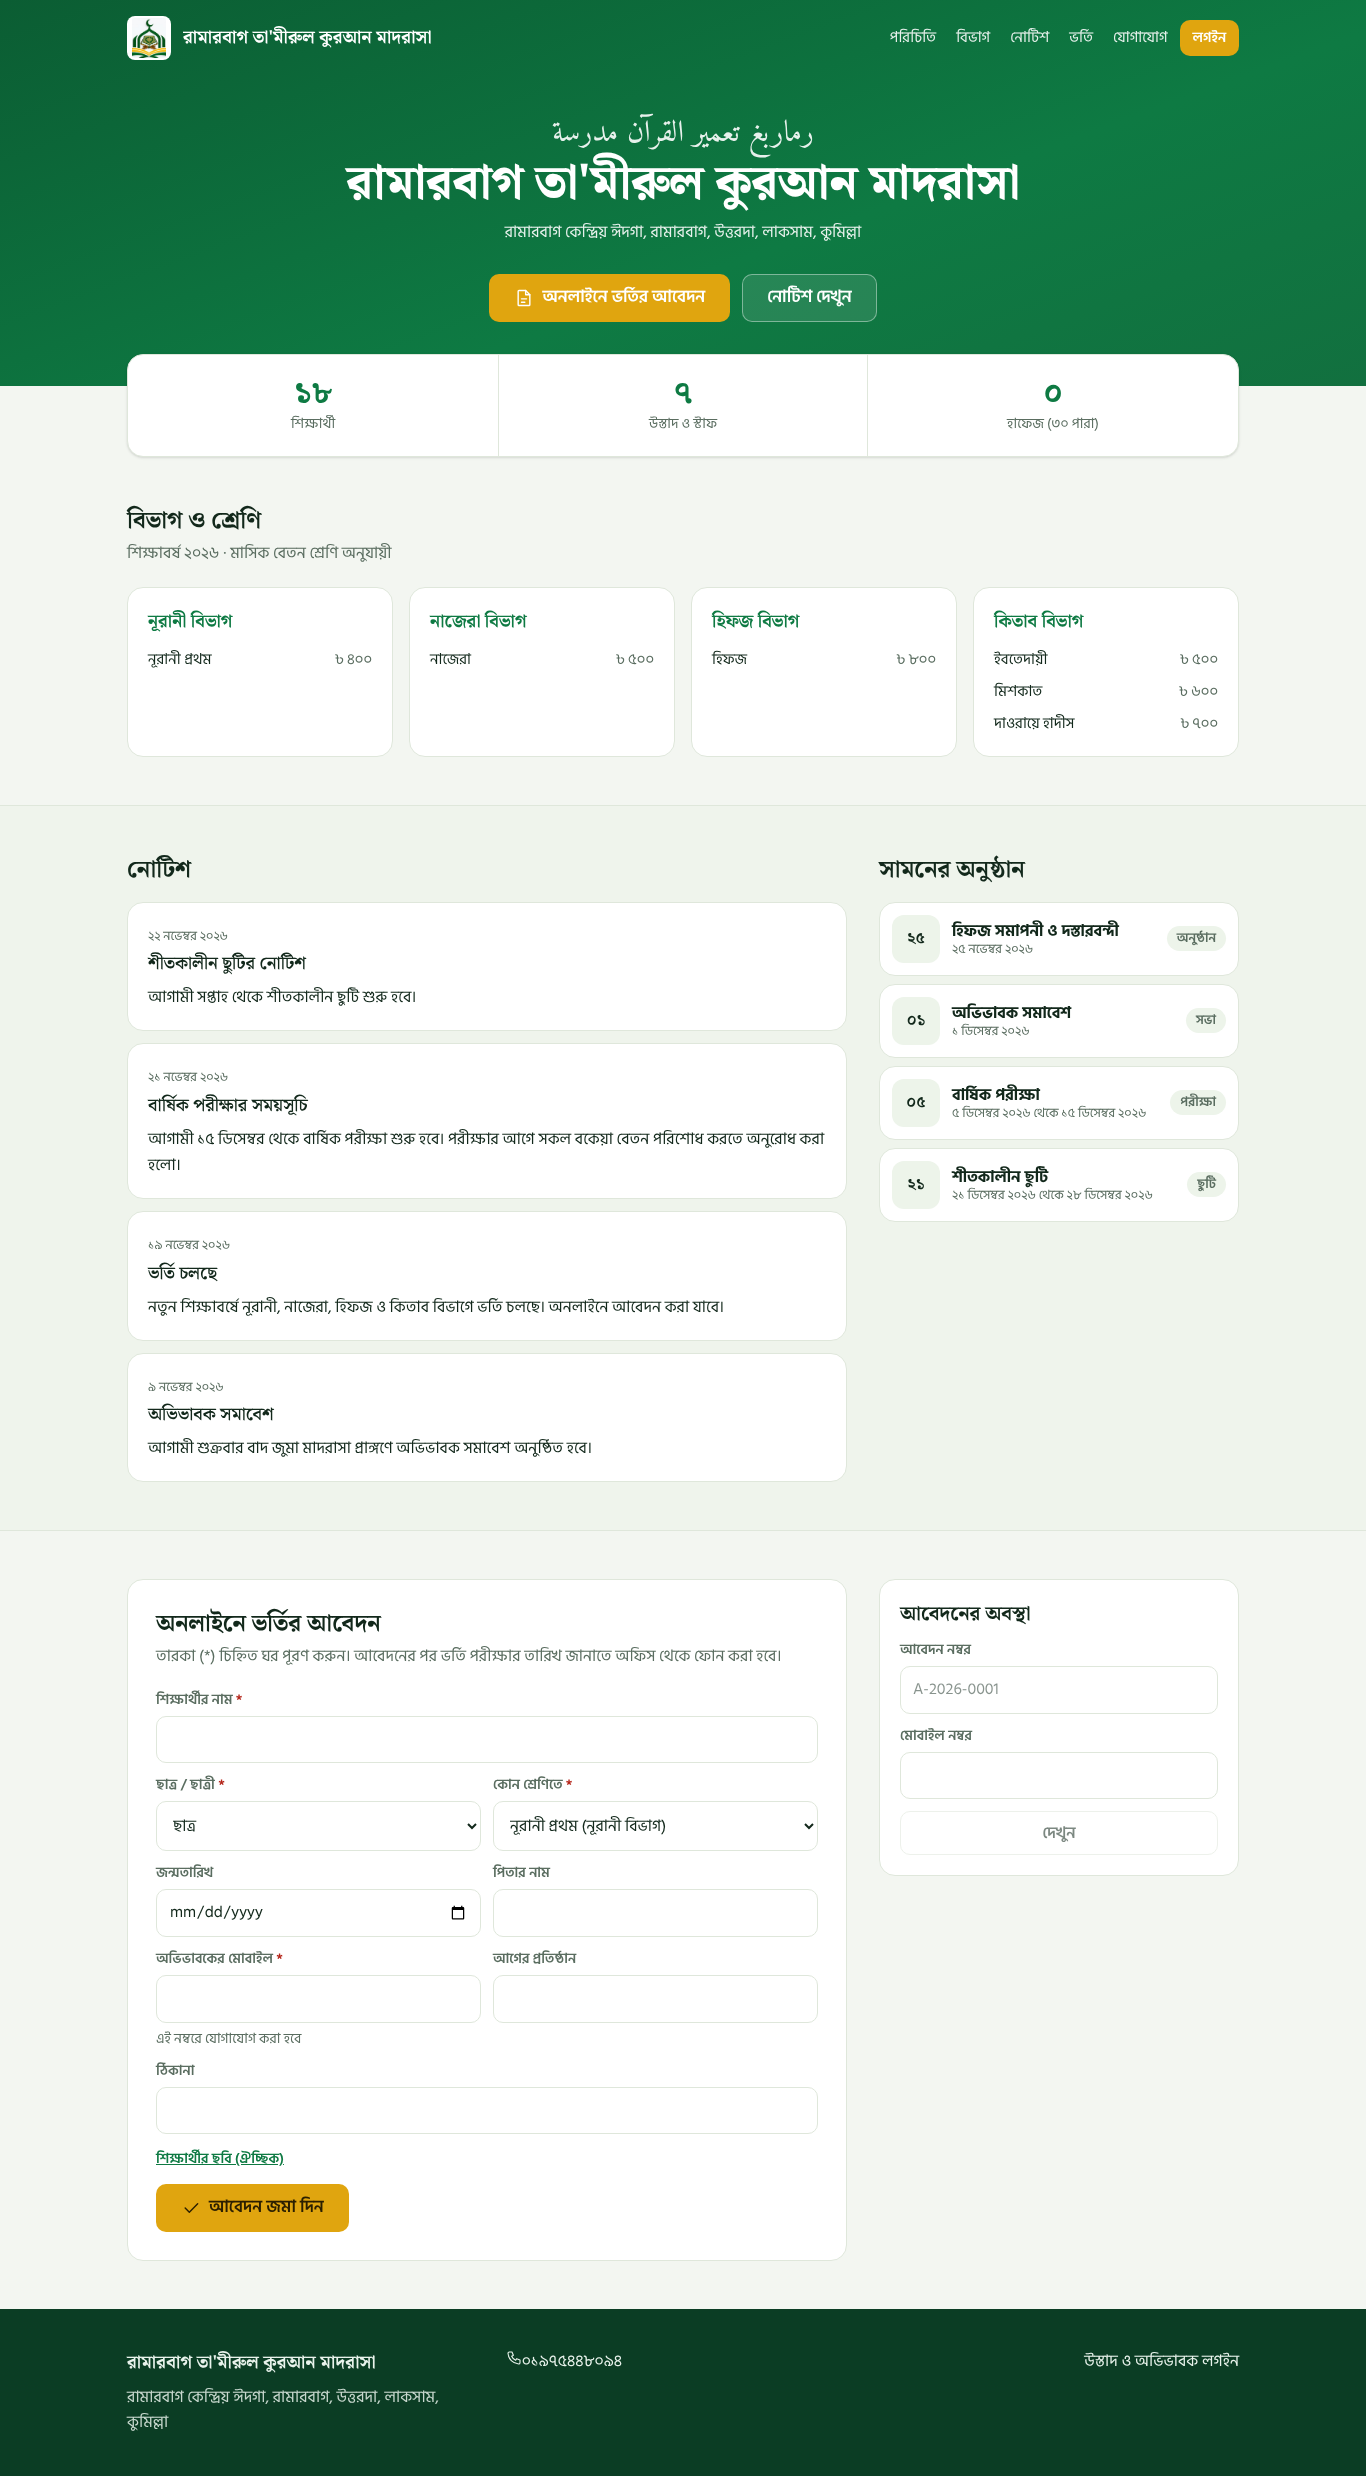 রামারবাগ তা'মীরুল কুরআন মাদরাসা
পরিচিতি
বিভাগ
নোটিশ
ভর্তি
যোগাযোগ
লগইন
رماربغ تعمير القرآن مدرسة
রামারবাগ তা'মীরুল কুরআন মাদরাসা
রামারবাগ কেন্দ্রিয় ঈদগা, রামারবাগ, উত্তরদা, লাকসাম, কুমিল্লা
অনলাইনে ভর্তির আবেদন
নোটিশ দেখুন
১৮
শিক্ষার্থী
৭
উস্তাদ ও স্টাফ
০
হাফেজ (৩০ পারা)
বিভাগ ও শ্রেণি
শিক্ষাবর্ষ ২০২৬ · মাসিক বেতন শ্রেণি অনুযায়ী
নূরানী বিভাগ
নূরানী প্রথম ৳ ৪০০
নাজেরা বিভাগ
নাজেরা ৳ ৫০০
হিফজ বিভাগ
হিফজ ৳ ৮০০
কিতাব বিভাগ
ইবতেদায়ী ৳ ৫০০
মিশকাত ৳ ৬০০
দাওরায়ে হাদীস ৳ ৭০০
নোটিশ
২২ নভেম্বর ২০২৬
শীতকালীন ছুটির নোটিশ
আগামী সপ্তাহ থেকে শীতকালীন ছুটি শুরু হবে।
২১ নভেম্বর ২০২৬
বার্ষিক পরীক্ষার সময়সূচি
আগামী ১৫ ডিসেম্বর থেকে বার্ষিক পরীক্ষা শুরু হবে। পরীক্ষার আগে সকল বকেয়া বেতন পরিশোধ করতে অনুরোধ করা
হলো।
১৯ নভেম্বর ২০২৬
ভর্তি চলছে
নতুন শিক্ষাবর্ষে নূরানী, নাজেরা, হিফজ ও কিতাব বিভাগে ভর্তি চলছে। অনলাইনে আবেদন করা যাবে।
৯ নভেম্বর ২০২৬
অভিভাবক সমাবেশ
আগামী শুক্রবার বাদ জুমা মাদরাসা প্রাঙ্গণে অভিভাবক সমাবেশ অনুষ্ঠিত হবে।
সামনের অনুষ্ঠান
২৫
হিফজ সমাপনী ও দস্তারবন্দী
২৫ নভেম্বর ২০২৬
অনুষ্ঠান
০১
অভিভাবক সমাবেশ
১ ডিসেম্বর ২০২৬
সভা
০৫
বার্ষিক পরীক্ষা
৫ ডিসেম্বর ২০২৬ থেকে ১৫ ডিসেম্বর ২০২৬
পরীক্ষা
২১
শীতকালীন ছুটি
২১ ডিসেম্বর ২০২৬ থেকে ২৮ ডিসেম্বর ২০২৬
ছুটি
অনলাইনে ভর্তির আবেদন
তারকা (*) চিহ্নিত ঘর পূরণ করুন। আবেদনের পর ভর্তি পরীক্ষার তারিখ জানাতে অফিস থেকে ফোন করা হবে।
শিক্ষার্থীর নাম *
ছাত্র / ছাত্রী *
ছাত্র
কোন শ্রেণিতে *
নূরানী প্রথম (নূরানী বিভাগ)
জন্মতারিখ
mm/dd/yyyy
পিতার নাম
অভিভাবকের মোবাইল *
এই নম্বরে যোগাযোগ করা হবে
আগের প্রতিষ্ঠান
ঠিকানা
শিক্ষার্থীর ছবি (ঐচ্ছিক)
আবেদন জমা দিন
আবেদনের অবস্থা
আবেদন নম্বর
A-2026-0001
মোবাইল নম্বর
দেখুন
রামারবাগ তা'মীরুল কুরআন মাদরাসা
রামারবাগ কেন্দ্রিয় ঈদগা, রামারবাগ, উত্তরদা, লাকসাম,
কুমিল্লা
০১৯৭৫৪৪৮০৯৪
উস্তাদ ও অভিভাবক লগইন